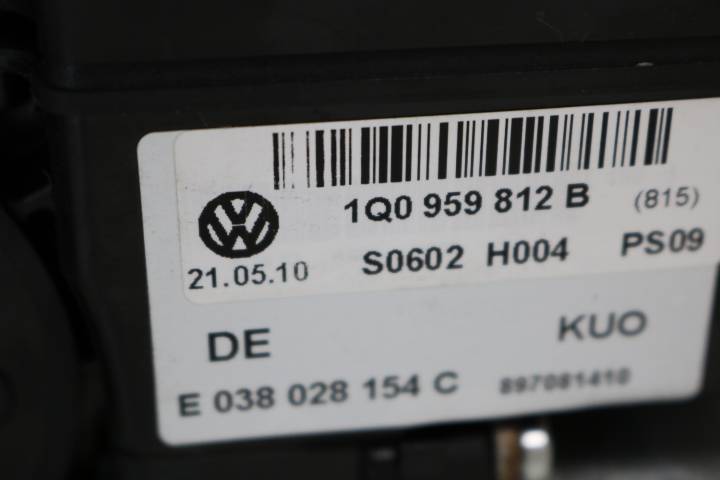 1Q0 959 812 B (815)
21.05.10 S0602 H004 PS09
DE KUO
E 038 028 154 C 897081410